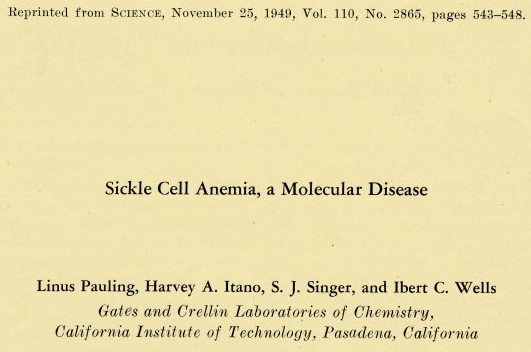 Reprinted from SCIENCE, November 25, 1949, Vol. 110, No. 2865, pages 543–548.
Sickle Cell Anemia, a Molecular Disease
Linus Pauling, Harvey A. Itano, S. J. Singer, and Ibert C. Wells
Gates and Crellin Laboratories of Chemistry,
California Institute of Technology, Pasadena, California